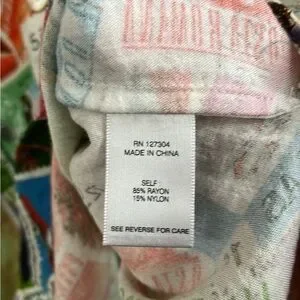 RN 127304
MADE IN CHINA
SELF
85% RAYON
15% NYLON
SEE REVERSE FOR CARE